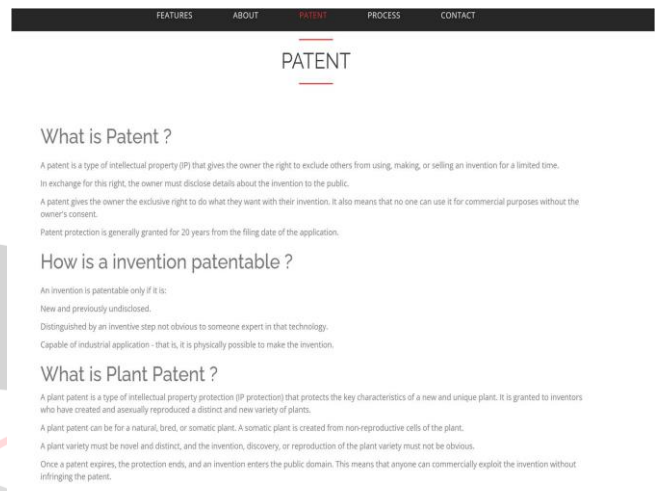 FEATURES ABOUT PATENT PROCESS CONTACT
PATENT
What is Patent ?
A patent is a type of intellectual property (IP) that gives the owner the right to exclude others from using, making, or selling an invention for a limited time.
In exchange for this right, the owner must disclose details about the invention to the public.
A patent gives the owner the exclusive right to do what they want with their invention. It also means that no one can use it for commercial purposes without the
owner's consent.
Patent protection is generally granted for 20 years from the filing date of the application.
How is a invention patentable ?
An invention is patentable only if it is:
New and previously undisclosed.
Distinguished by an inventive step not obvious to someone expert in that technology.
Capable of industrial application - that is, it is physically possible to make the invention.
What is Plant Patent ?
A plant patent is a type of intellectual property protection (IP protection) that protects the key characteristics of a new and unique plant. It is granted to inventors
who have created and asexually reproduced a distinct and new variety of plants.
A plant patent can be for a natural, bred, or somatic plant. A somatic plant is created from non-reproductive cells of the plant.
A plant variety must be novel and distinct, and the invention, discovery, or reproduction of the plant variety must not be obvious.
Once a patent expires, the protection ends, and an invention enters the public domain. This means that anyone can commercially exploit the invention without
infringing the patent.